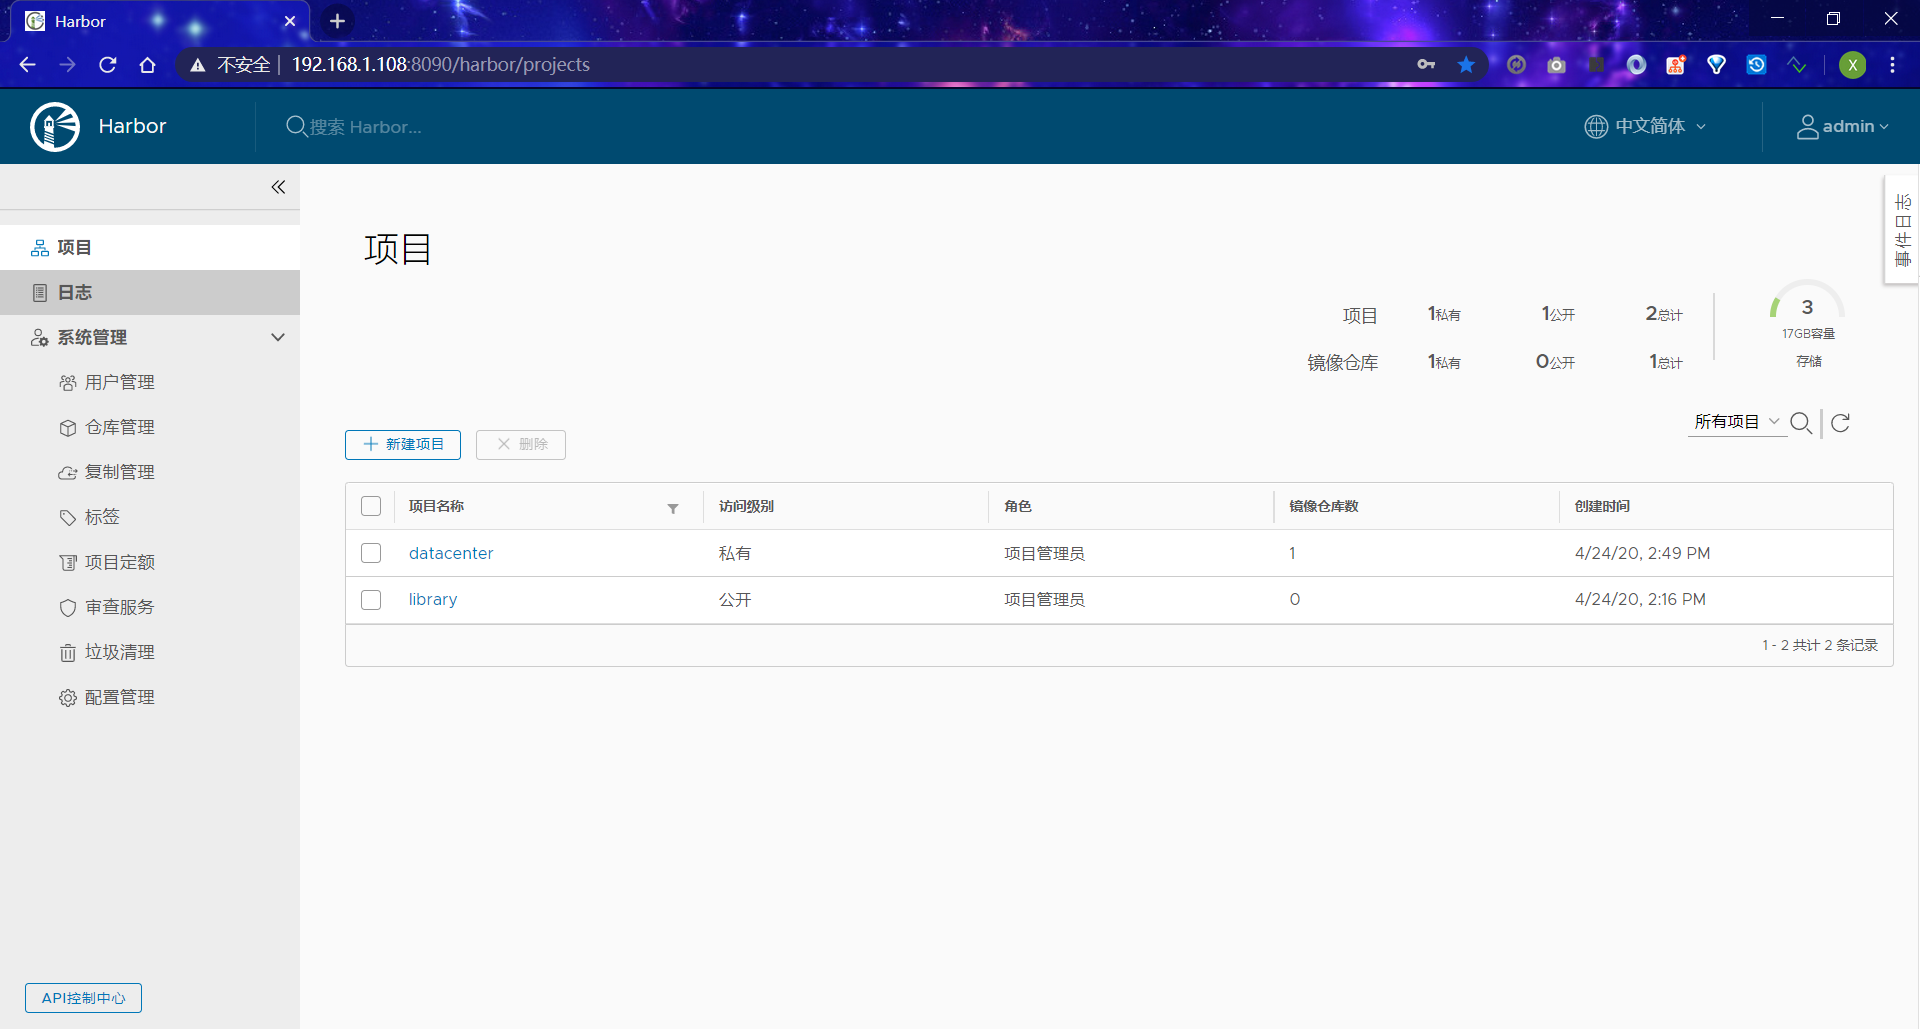 Harbor
不安全 192.168.1.108:8090/harbor/projects
X
Harbor
搜索 Harbor...
中文简体
admin
项目
日志
系统管理
用户管理
仓库管理
复制管理
标签
项目定额
审查服务
垃圾清理
配置管理
API控制中心
事件日志
项目
项目 1私有 1公开 2总计
镜像仓库 1私有 0公开 1总计
3
17GB容量
存储
所有项目
新建项目 删除
项目名称 访问级别 角色 镜像仓库数 创建时间
datacenter 私有 项目管理员 1 4/24/20, 2:49 PM
library 公开 项目管理员 0 4/24/20, 2:16 PM
1 - 2 共计 2 条记录